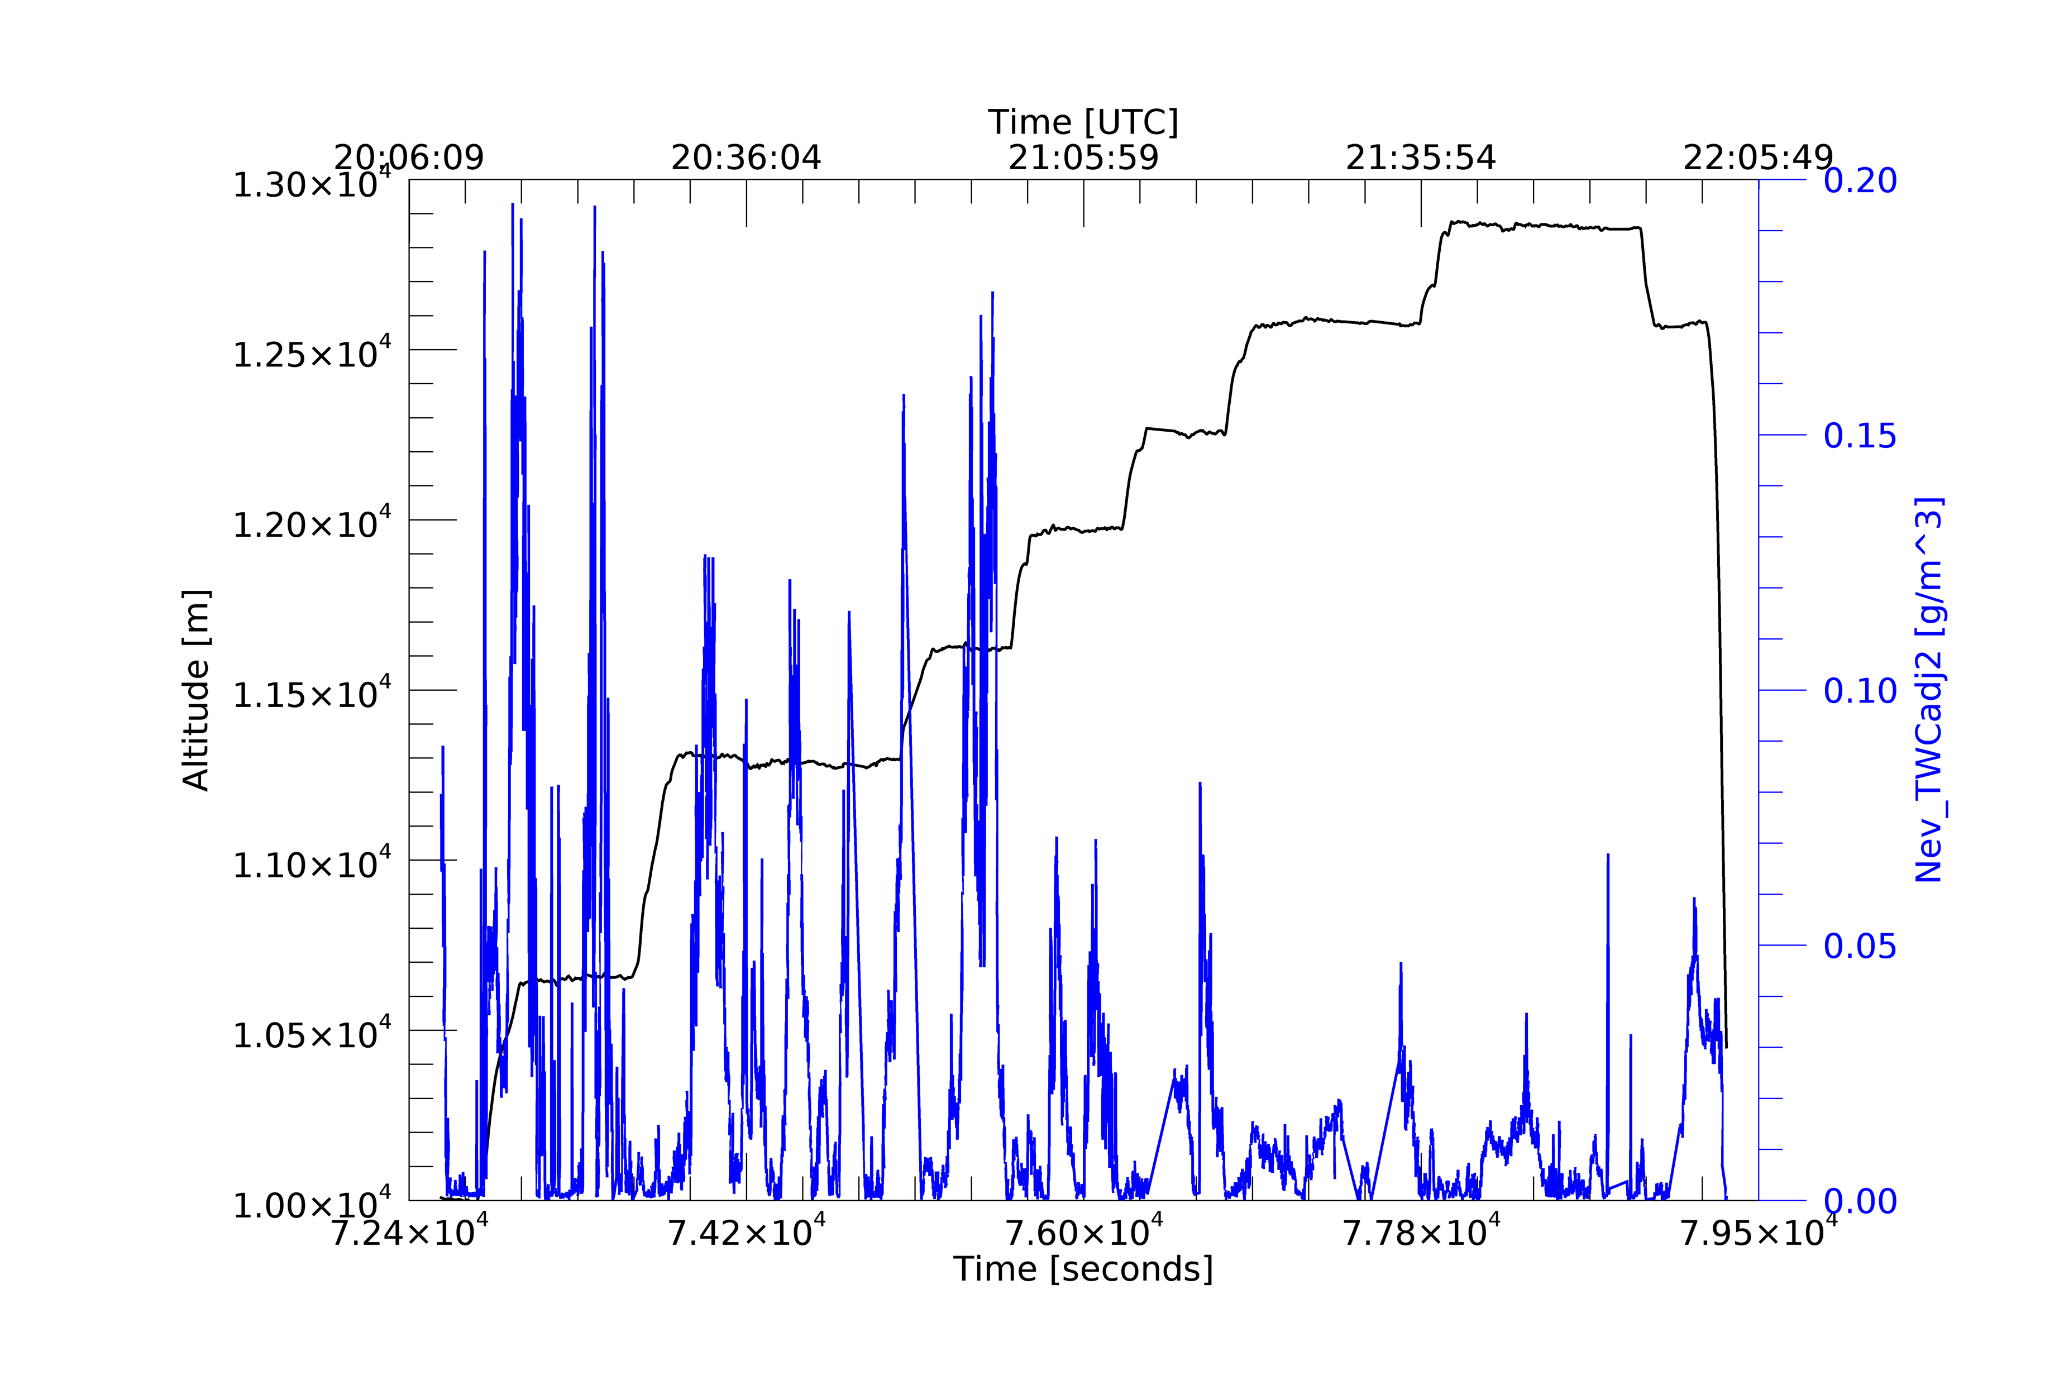 Time [UTC]
20:06:09 20:36:04 21:05:59 21:35:54 22:05:49
1.30×10⁴ 0.20
1.25×10⁴
0.15
1.20×10⁴
1.15×10⁴ 0.10
Altitude [m]
Nev_TWCadj2 [g/m^3]
1.10×10⁴
0.05
1.05×10⁴
1.00×10⁴ 0.00
7.24×10⁴ 7.42×10⁴ 7.60×10⁴ 7.78×10⁴ 7.95×10⁴
Time [seconds]